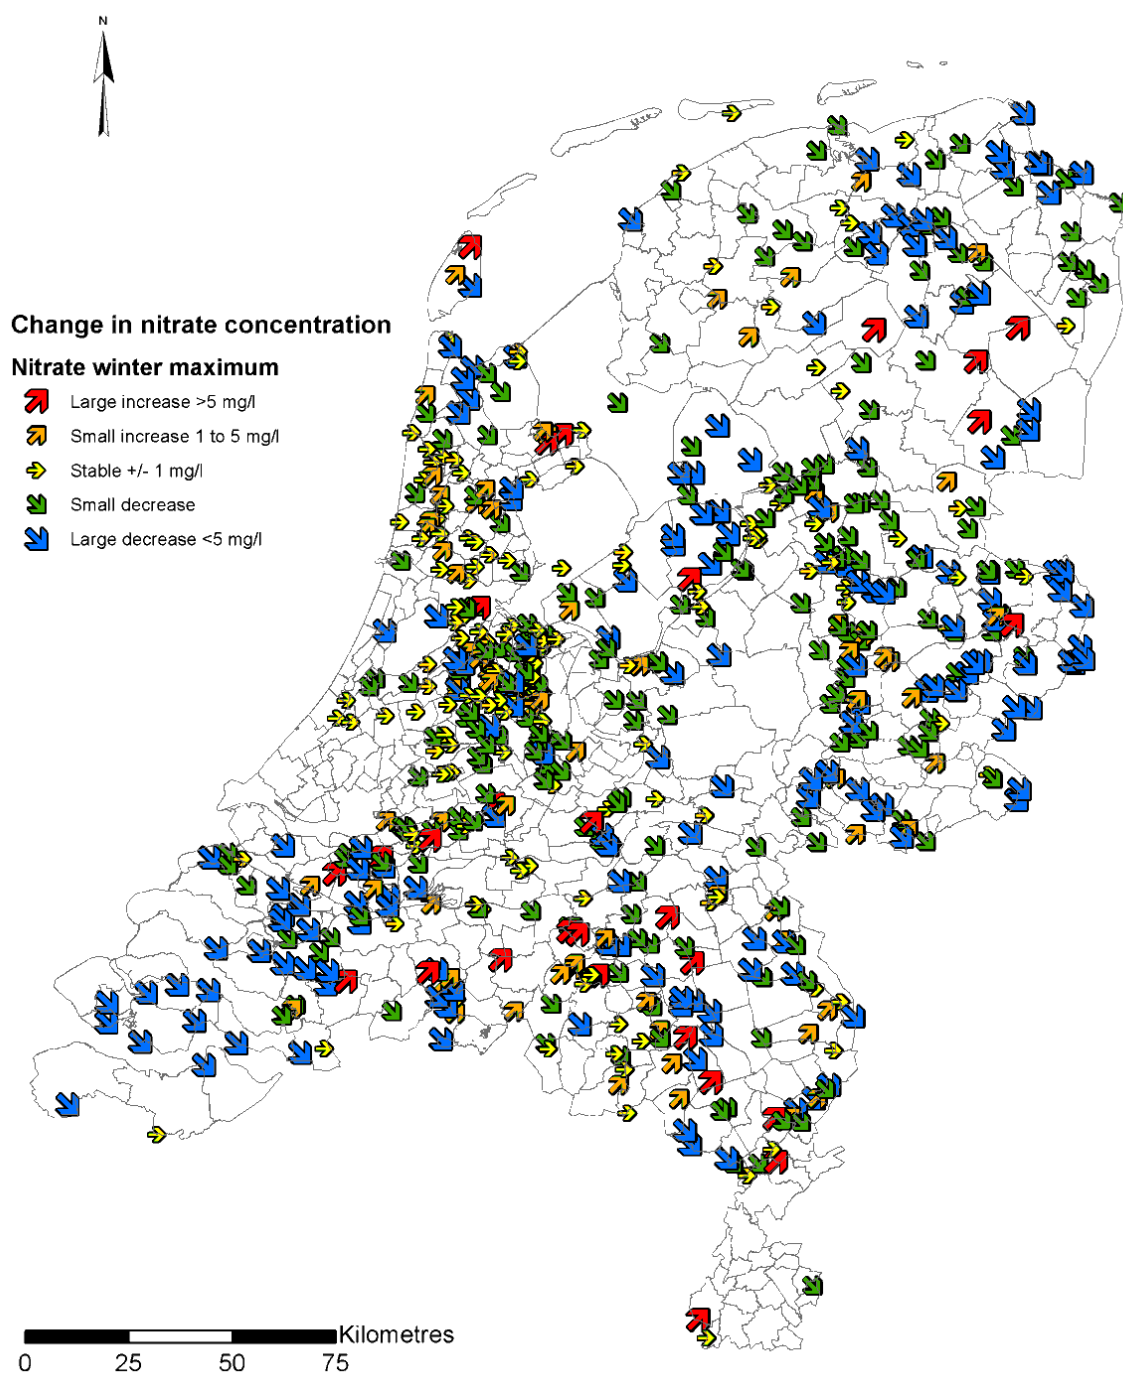 N
Change in nitrate concentration
Nitrate winter maximum
Large increase >5 mg/l
Small increase 1 to 5 mg/l
Stable +/- 1 mg/l
Small decrease
Large decrease <5 mg/l
Kilometres
0 25 50 75